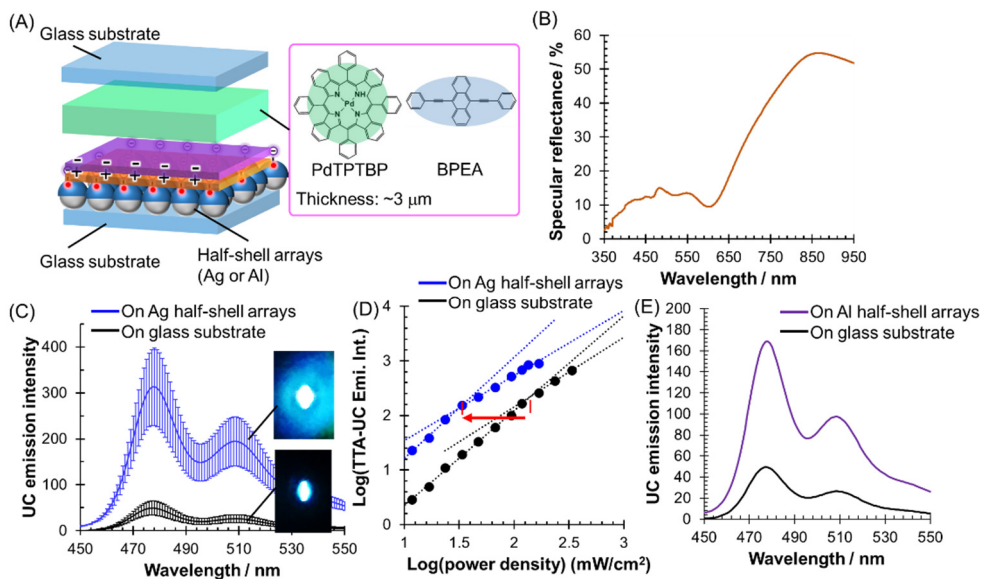 (A)
Glass substrate
Glass substrate
Half-shell arrays
(Ag or Al)
N
NH
Pd
N
N
PdTPTBP
BPEA
Thickness: ~3 μm
(B)
Specular reflectance / %
60
50
40
30
20
10
0
350 450 550 650 750 850 950
Wavelength / nm
(C)
On Ag half-shell arrays
On glass substrate
UC emission intensity
400
300
200
100
0
450 470 490 510 530 550
Wavelength / nm
(D)
On Ag half-shell arrays
On glass substrate
Log(TTA-UC Emi. Int.)
4
3
2
1
0
1 1.5 2 2.5 3
Log(power density) (mW/cm²)
(E)
On Al half-shell arrays
On glass substrate
UC emission intensity
200
180
160
140
120
100
80
60
40
20
0
450 470 490 510 530 550
Wavelength / nm